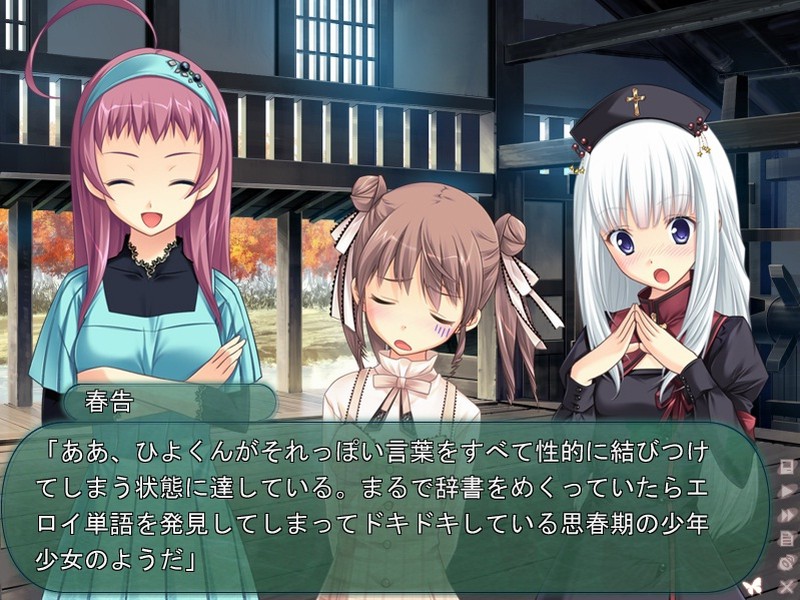 春告
「ああ、ひよくんがそれっぽい言葉をすべて性的に結びつけ
てしまう状態に達している。まるで辞書をめくっていたらエ
ロイ単語を発見してしまってドキドキしている思春期の少年
少女のようだ」